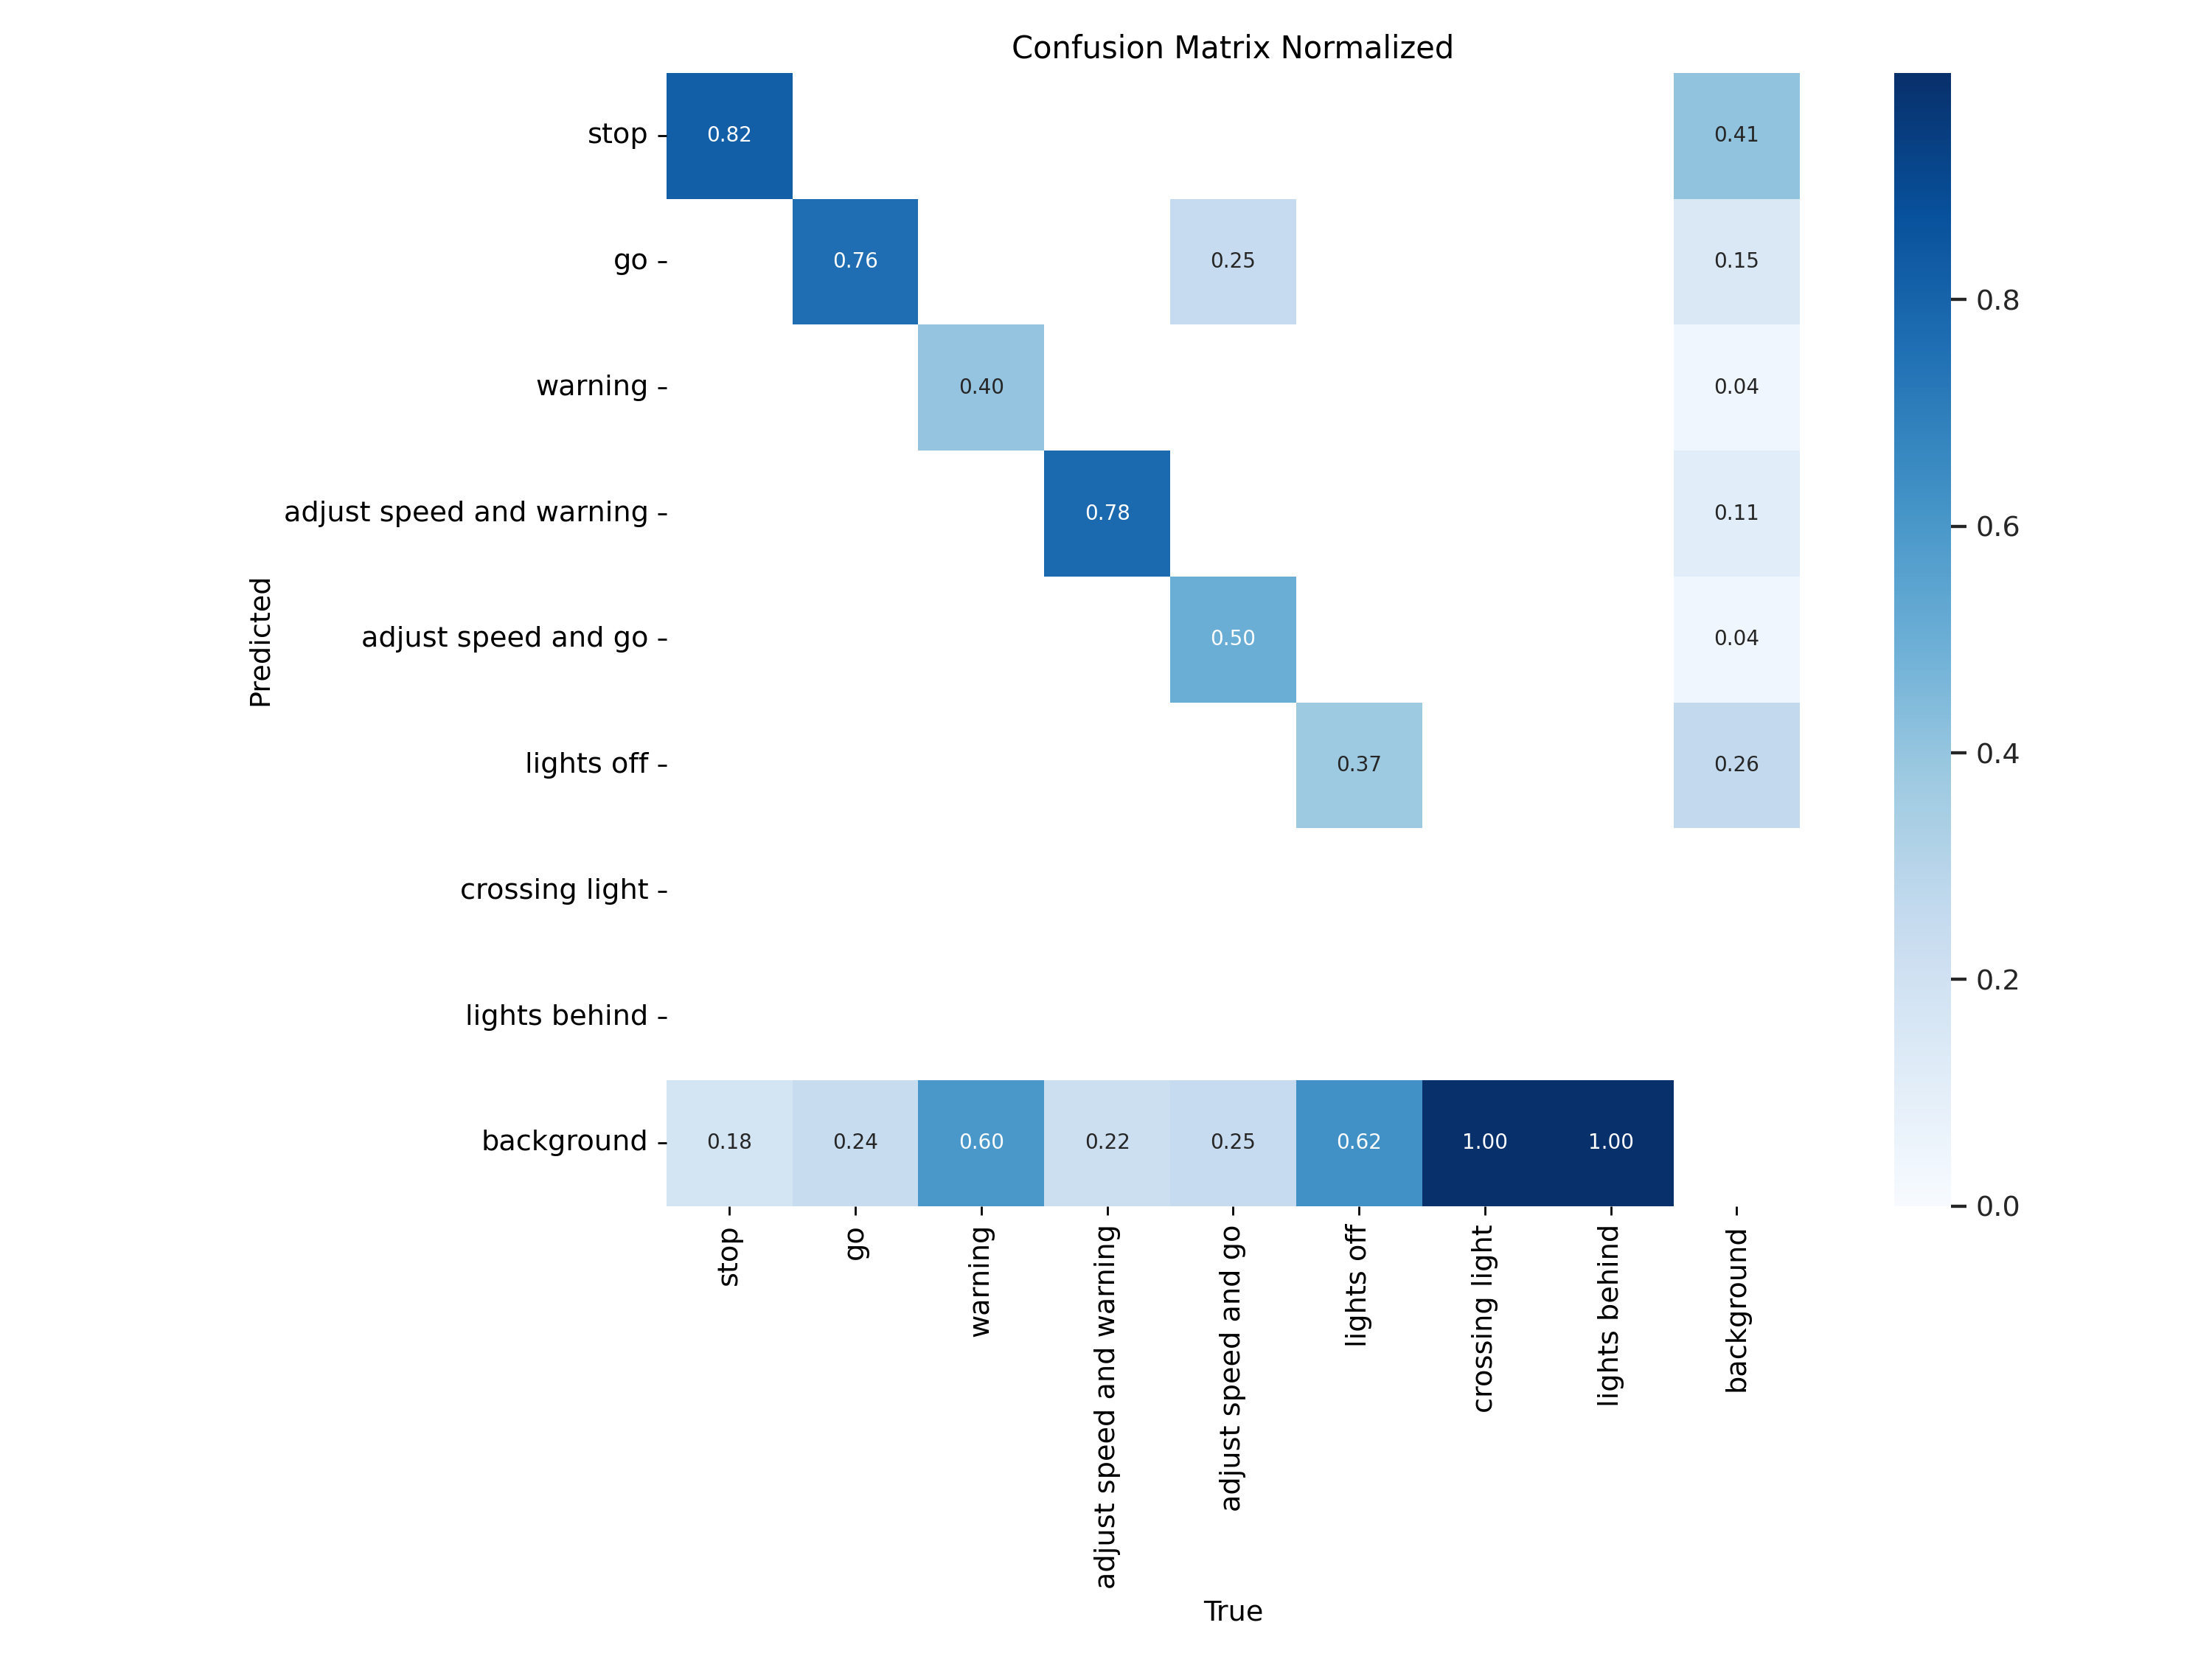 Confusion Matrix Normalized
stop 0.82 0.41
go 0.76 0.25 0.15
warning 0.40 0.04
adjust speed and warning 0.78 0.11
adjust speed and go 0.50 0.04
lights off 0.37 0.26
crossing light
lights behind
background 0.18 0.24 0.60 0.22 0.25 0.62 1.00 1.00
Predicted
stop
go
warning
adjust speed and warning
adjust speed and go
lights off
crossing light
lights behind
background
True
0.8
0.6
0.4
0.2
0.0